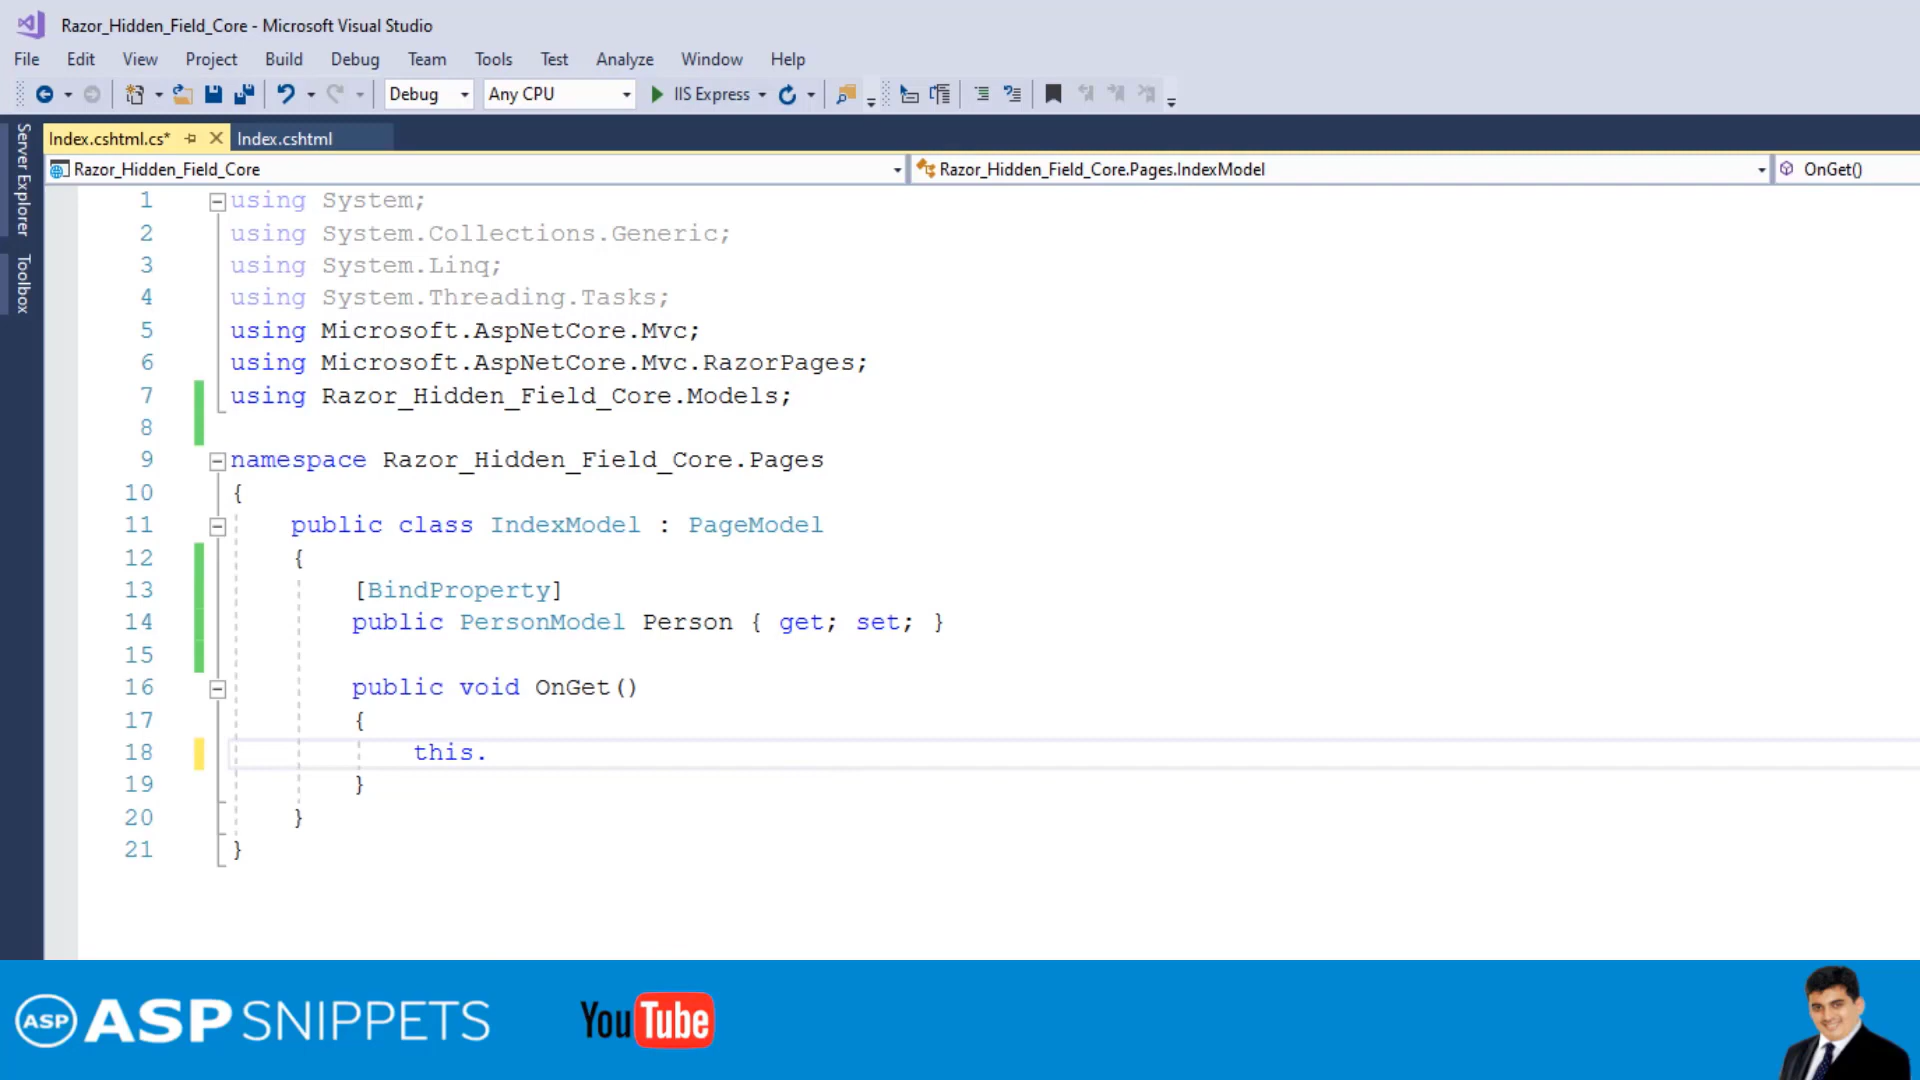 Razor_Hidden_Field_Core - Microsoft Visual Studio
File Edit View Project Build Debug Team Tools Test Analyze Window Help
Debug Any CPU IIS Express
Server Explorer
Toolbox
Index.cshtml.cs* Index.cshtml
Razor_Hidden_Field_Core Razor_Hidden_Field_Core.Pages.IndexModel OnGet()
1 using System;
2 using System.Collections.Generic;
3 using System.Linq;
4 using System.Threading.Tasks;
5 using Microsoft.AspNetCore.Mvc;
6 using Microsoft.AspNetCore.Mvc.RazorPages;
7 using Razor_Hidden_Field_Core.Models;
8
9 namespace Razor_Hidden_Field_Core.Pages
10 {
11 public class IndexModel : PageModel
12 {
13 [BindProperty]
14 public PersonModel Person { get; set; }
15
16 public void OnGet()
17 {
18 this.
19 }
20 }
21 }
ASP ASPSNIPPETS YouTube